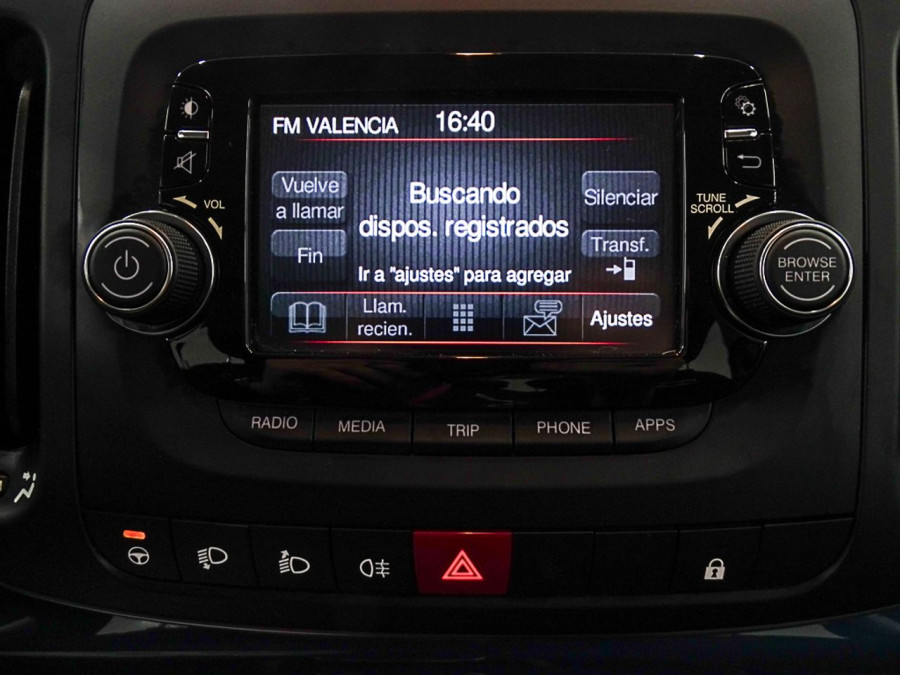 FM VALENCIA 16:40
Vuelve
a llamar
Buscando
dispos. registrados
Silenciar
Fin
Transf.
Ir a "ajustes" para agregar
Llam.
recien.
Ajustes
VOL
TUNE
SCROLL
BROWSE
ENTER
RADIO MEDIA TRIP PHONE APPS